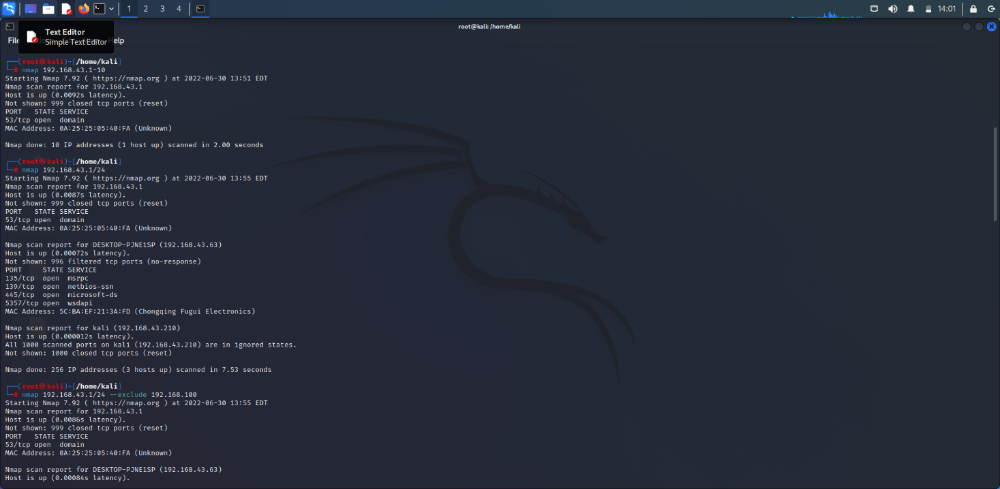 1 2 3 4
14:01
root@kali: /home/kali
Text Editor
Simple Text Editor
File
Help
(root㉿kali)-[/home/kali]
# nmap 192.168.43.1-10
Starting Nmap 7.92 ( https://nmap.org ) at 2022-06-30 13:51 EDT
Nmap scan report for 192.168.43.1
Host is up (0.0092s latency).
Not shown: 999 closed tcp ports (reset)
PORT   STATE SERVICE
53/tcp open  domain
MAC Address: 0A:25:25:05:40:FA (Unknown)
Nmap done: 10 IP addresses (1 host up) scanned in 2.00 seconds
(root㉿kali)-[/home/kali]
# nmap 192.168.43.1/24
Starting Nmap 7.92 ( https://nmap.org ) at 2022-06-30 13:55 EDT
Nmap scan report for 192.168.43.1
Host is up (0.0087s latency).
Not shown: 999 closed tcp ports (reset)
PORT   STATE SERVICE
53/tcp open  domain
MAC Address: 0A:25:25:05:40:FA (Unknown)
Nmap scan report for DESKTOP-PJNE1SP (192.168.43.63)
Host is up (0.00072s latency).
Not shown: 996 filtered tcp ports (no-response)
PORT     STATE SERVICE
135/tcp  open  msrpc
139/tcp  open  netbios-ssn
445/tcp  open  microsoft-ds
5357/tcp open  wsdapi
MAC Address: 5C:BA:EF:21:3A:FD (Chongqing Fugui Electronics)
Nmap scan report for kali (192.168.43.210)
Host is up (0.000012s latency).
All 1000 scanned ports on kali (192.168.43.210) are in ignored states.
Not shown: 1000 closed tcp ports (reset)
Nmap done: 256 IP addresses (3 hosts up) scanned in 7.53 seconds
(root㉿kali)-[/home/kali]
# nmap 192.168.43.1/24 --exclude 192.168.100
Starting Nmap 7.92 ( https://nmap.org ) at 2022-06-30 13:55 EDT
Nmap scan report for 192.168.43.1
Host is up (0.0086s latency).
Not shown: 999 closed tcp ports (reset)
PORT   STATE SERVICE
53/tcp open  domain
MAC Address: 0A:25:25:05:40:FA (Unknown)
Nmap scan report for DESKTOP-PJNE1SP (192.168.43.63)
Host is up (0.00084s latency).